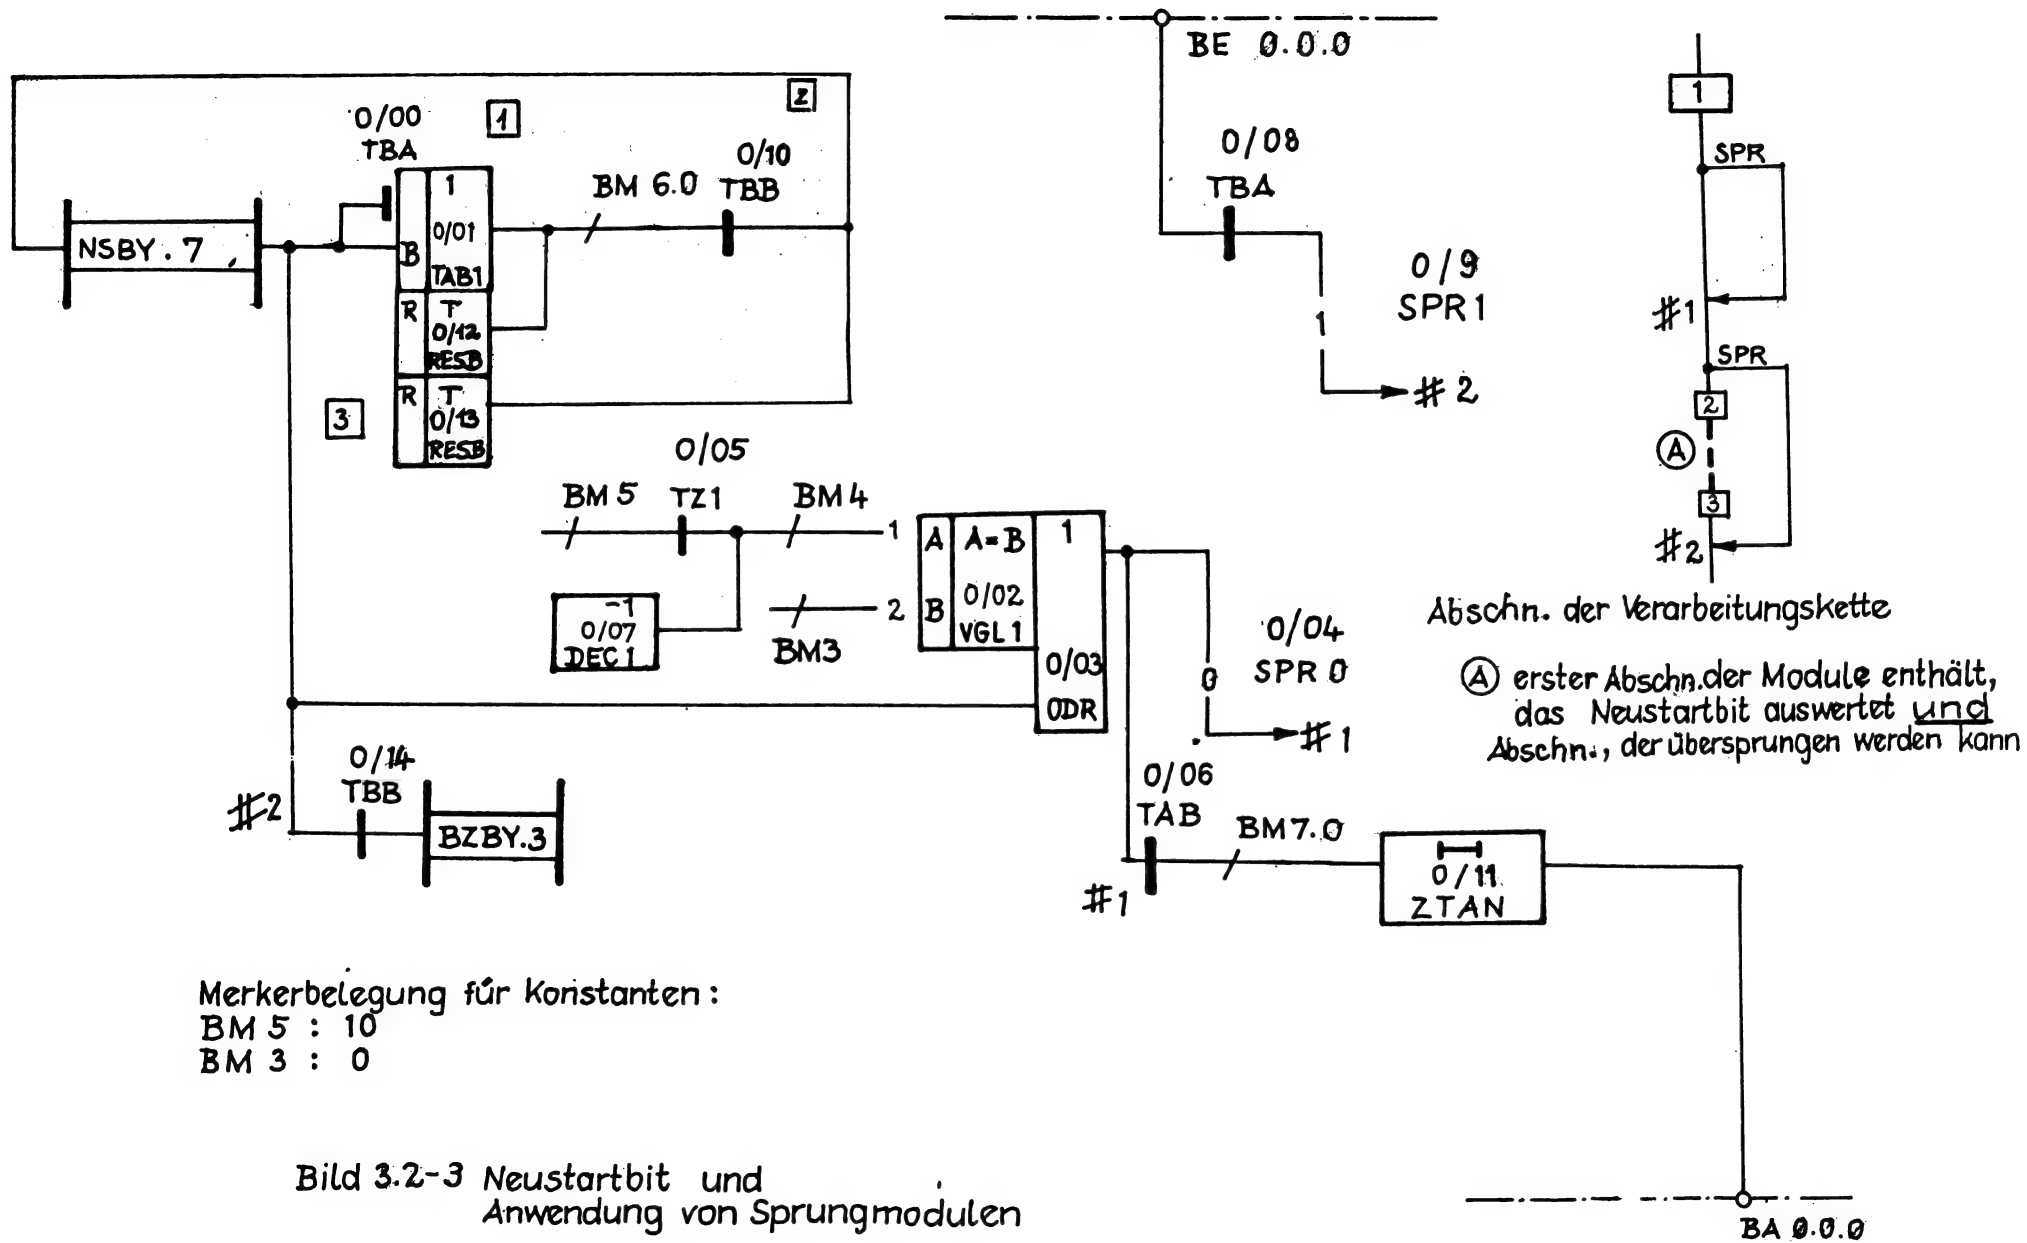 BE 0.0.0
0/00
TBA
1
2
0/10
TBB
BM 6.0
NSBY.7
B
1
0/01
TAB1
R
T
0/12
RESB
R
T
0/13
RESB
3
0/08
TBA
0/9
SPR1
1
#2
1
SPR
#1
SPR
2
A
3
#2
Abschn. der Verarbeitungskette
A erster Abschn. der Module enthält,
das Neustartbit auswertet und
Abschn., der übersprungen werden kann
0/05
BM 5
TZ1
BM4
1
-1
0/07
DEC1
2
BM3
A
B
A=B
0/02
VGL1
1
0/03
ODR
0/04
SPR 0
0
#1
0/14
TBB
#2
BZBY.3
0/06
TAB
#1
BM7.0
0/11
ZTAN
Merkerbelegung für Konstanten:
BM 5 : 10
BM 3 : 0
Bild 3.2-3 Neustartbit und
Anwendung von Sprungmodulen
BA 0.0.0